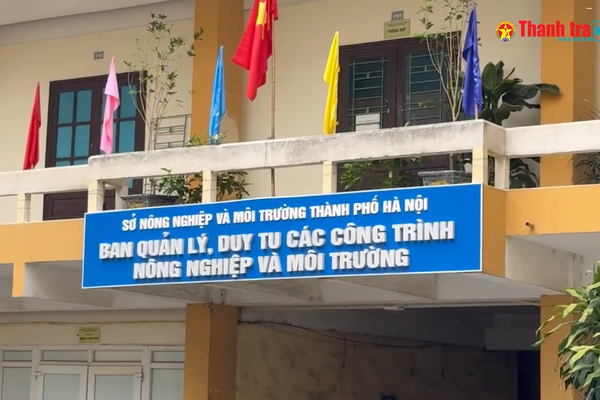 Thanh tra
SỞ NÔNG NGHIỆP VÀ MÔI TRƯỜNG THÀNH PHỐ HÀ NỘI
BAN QUẢN LÝ, DUY TU CÁC CÔNG TRÌNH
NÔNG NGHIỆP VÀ MÔI TRƯỜNG